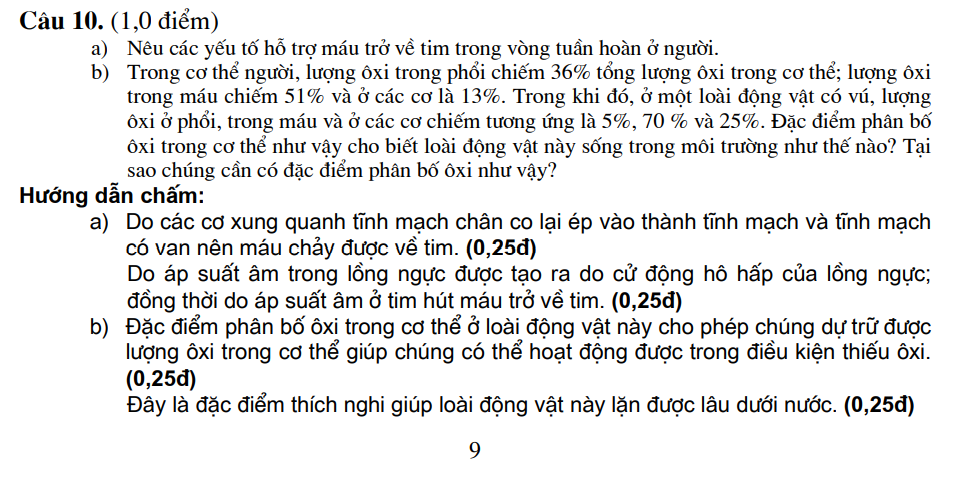 Câu 10. (1,0 điểm)
a) Nêu các yếu tố hỗ trợ máu trở về tim trong vòng tuần hoàn ở người.
b) Trong cơ thể người, lượng ôxi trong phổi chiếm 36% tổng lượng ôxi trong cơ thể; lượng ôxi
trong máu chiếm 51% và ở các cơ là 13%. Trong khi đó, ở một loài động vật có vú, lượng
ôxi ở phổi, trong máu và ở các cơ chiếm tương ứng là 5%, 70 % và 25%. Đặc điểm phân bố
ôxi trong cơ thể như vậy cho biết loài động vật này sống trong môi trường như thế nào? Tại
sao chúng cần có đặc điểm phân bố ôxi như vậy?
Hướng dẫn chấm:
a) Do các cơ xung quanh tĩnh mạch chân co lại ép vào thành tĩnh mạch và tĩnh mạch
có van nên máu chảy được về tim. (0,25đ)
Do áp suất âm trong lồng ngực được tạo ra do cử động hô hấp của lồng ngực;
đồng thời do áp suất âm ở tim hút máu trở về tim. (0,25đ)
b) Đặc điểm phân bố ôxi trong cơ thể ở loài động vật này cho phép chúng dự trữ được
lượng ôxi trong cơ thể giúp chúng có thể hoạt động được trong điều kiện thiếu ôxi.
(0,25đ)
Đây là đặc điểm thích nghi giúp loài động vật này lặn được lâu dưới nước. (0,25đ)
9